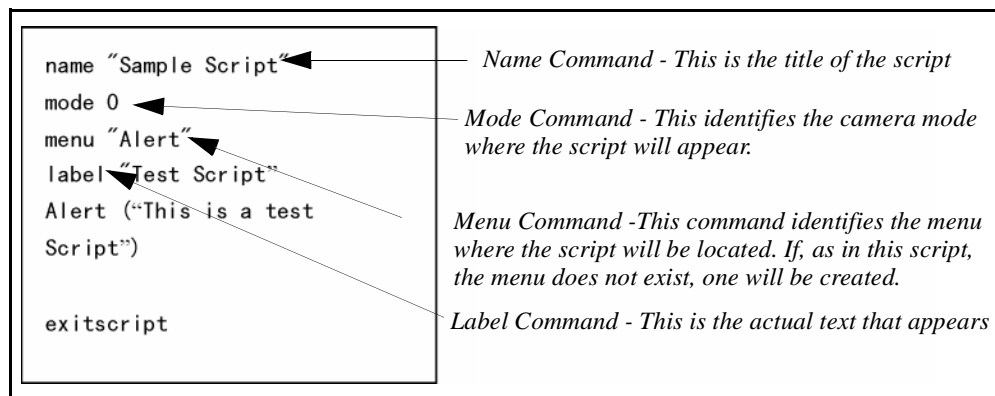 name "Sample Script"
mode 0
menu "Alert"
label "Test Script”
Alert (“This is a test
Script”)
exitscript
Name Command - This is the title of the script
Mode Command - This identifies the camera mode
where the script will appear.
Menu Command -This command identifies the menu
where the script will be located. If, as in this script,
the menu does not exist, one will be created.
Label Command - This is the actual text that appears